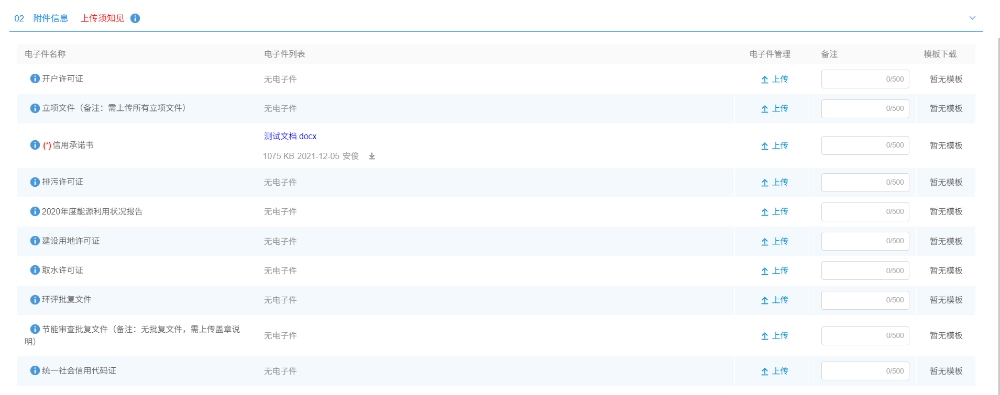 02 附件信息 上传须知见
电子件名称 电子件列表 电子件管理 备注 模板下载
开户许可证 无电子件 上传 0/500 暂无模板
立项文件（备注：需上传所有立项文件） 无电子件 上传 0/500 暂无模板
测试文档.docx
(*)信用承诺书 上传 0/500 暂无模板
1075 KB 2021-12-05 安俊
排污许可证 无电子件 上传 0/500 暂无模板
2020年度能源利用状况报告 无电子件 上传 0/500 暂无模板
建设用地许可证 无电子件 上传 0/500 暂无模板
取水许可证 无电子件 上传 0/500 暂无模板
环评批复文件 无电子件 上传 0/500 暂无模板
节能审查批复文件（备注：无批复文件，需上传盖章说
明） 无电子件 上传 0/500 暂无模板
统一社会信用代码证 无电子件 上传 0/500 暂无模板